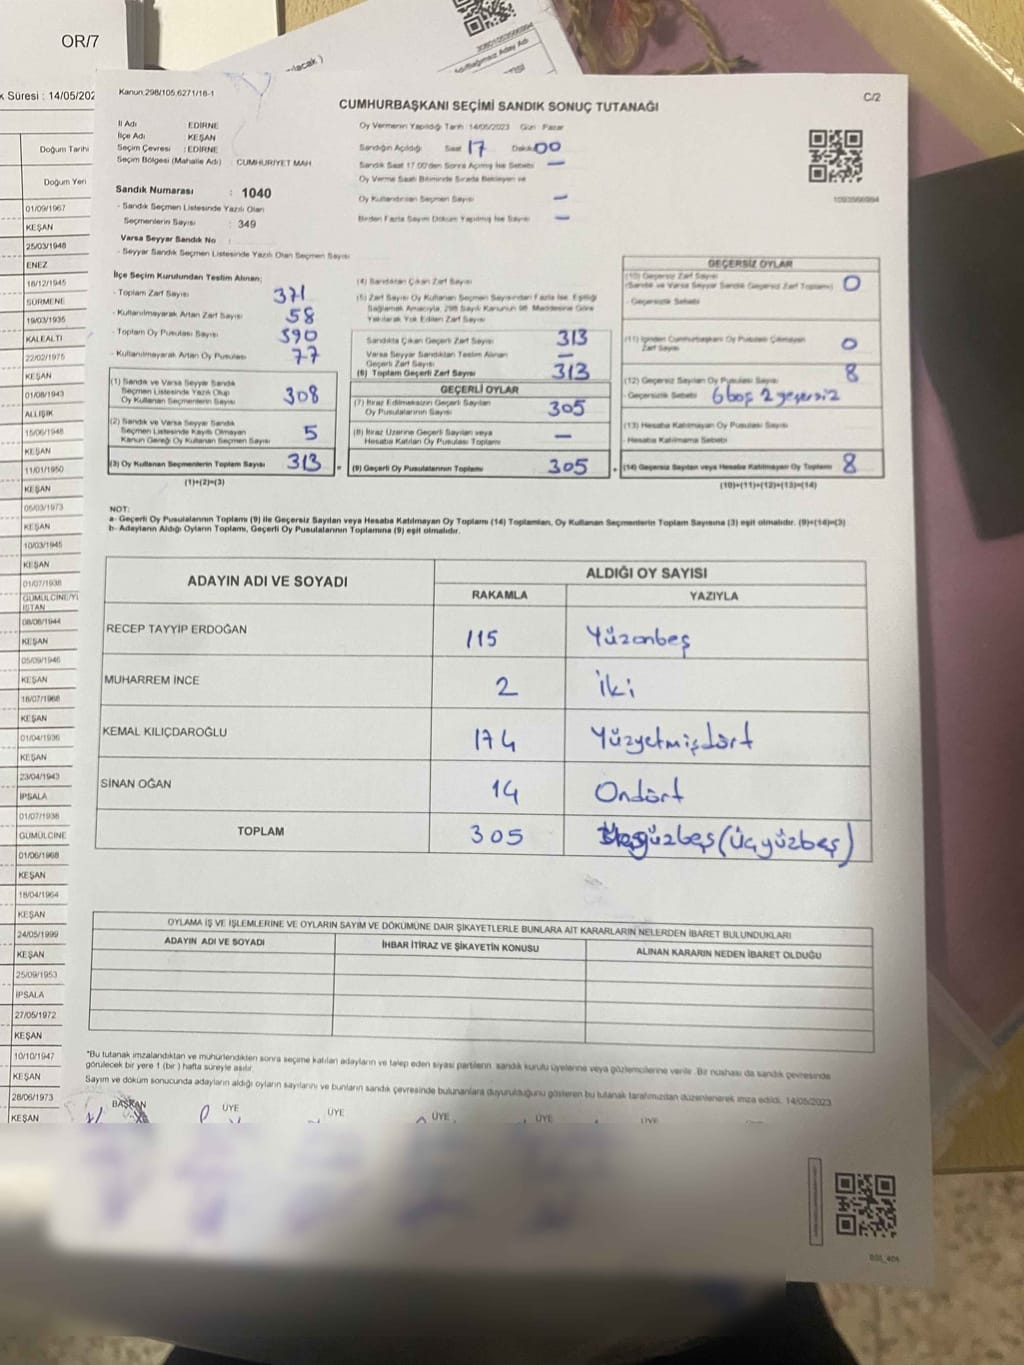 OR/7
k Süresi : 14/05/202
Doğum Tarihi
Doğum Yeri
01/09/1967
KEŞAN
25/03/1948
ENEZ
16/12/1945
SÜRMENE
19/03/1935
KALEALTI
22/02/1975
KEŞAN
01/08/1943
ALLIŞIK
15/06/1948
KEŞAN
11/01/1950
KEŞAN
05/03/1973
KEŞAN
10/03/1945
KEŞAN
01/07/1938
GÜMÜLCİNE/Yİ
İSTAN
08/08/1944
KEŞAN
05/09/1946
KEŞAN
18/07/1968
KEŞAN
01/04/1936
KEŞAN
23/04/1943
İPSALA
01/07/1938
GÜMÜLCİNE
01/06/1968
KEŞAN
18/04/1964
KEŞAN
24/05/1999
KEŞAN
25/09/1953
İPSALA
27/05/1972
KEŞAN
10/10/1947
KEŞAN
28/06/1973
KEŞAN
Kanun.298/105,6271/16-1
C/2
CUMHURBAŞKANI SEÇİMİ SANDIK SONUÇ TUTANAĞI
İl Adı EDİRNE
İlçe Adı KEŞAN
Seçim Çevresi : EDİRNE
Seçim Bölgesi (Mahalle Adı) : CUMHURİYET MAH
Sandık Numarası : 1040
- Sandık Seçmen Listesinde Yazılı Olan
Seçmenlerin Sayısı : 349
Varsa Seyyar Sandık No :
- Seyyar Sandık Seçmen Listesinde Yazılı Olan Seçmen Sayısı
Oy Vermenin Yapıldığı Tarih :14/05/2023 Gün Pazar
Sandığın Açıldığı Saat 17 Dakika 00
Sandık Saat 17.00'den Sonra Açılmış İse Sebebi —
Oy Verme Saati Bitiminde Sırada Bekleyen ve
Oy Kullandırılan Seçmen Sayısı —
Birden Fazla Sayım Döküm Yapılmış İse Sayısı —
İlçe Seçim Kurulundan Teslim Alınan;
- Toplam Zarf Sayısı 371
- Kullanılmayarak Artan Zarf Sayısı 58
- Toplam Oy Pusulası Sayısı 390
- Kullanılmayarak Artan Oy Pusulası 77
(1) Sandık ve Varsa Seyyar Sandık
Seçmen Listesinde Yazılı Olup
Oy Kullanan Seçmenlerin Sayısı 308
(2) Sandık ve Varsa Seyyar Sandık
Seçmen Listesinde Kayıtlı Olmayan
Kanun Gereği Oy Kullanan Seçmen Sayısı 5
(3) Oy Kullanan Seçmenlerin Toplam Sayısı 313
(1)+(2)=(3)
(4) Sandıktan Çıkan Zarf Sayısı
(5) Zarf Sayısı Oy Kullanan Seçmen Sayısından Fazla İse, Eşitliği
Sağlamak Amacıyla, 298 Sayılı Kanunun 98. Maddesine Göre
Yakılarak Yok Edilen Zarf Sayısı
Sandıkta Çıkan Geçerli Zarf Sayısı 313
Varsa Seyyar Sandıktan Teslim Alınan
Geçerli Zarf Sayısı —
(6) Toplam Geçerli Zarf Sayısı 313
GEÇERLİ OYLAR
(7) İtiraz Edilmeksizin Geçerli Sayılan
Oy Pusulalarının Sayısı 305
(8) İtiraz Üzerine Geçerli Sayılan veya
Hesaba Katılan Oy Pusulası Toplamı —
(9) Geçerli Oy Pusulalarının Toplamı 305
GEÇERSİZ OYLAR
(10) Geçersiz Zarf Sayısı
(Sandık ve Varsa Seyyar Sandık Geçersiz Zarf Toplamı) 0
- Geçersizlik Sebebi
(11) İçinden Cumhurbaşkanı Oy Pusulası Çıkmayan
Zarf Sayısı 0
(12) Geçersiz Sayılan Oy Pusulası Sayısı 8
- Geçersizlik Sebebi 6 boş 2 geçersiz
(13) Hesaba Katılmayan Oy Pusulası Sayısı
- Hesaba Katılmama Sebebi
(14) Geçersiz Sayılan veya Hesaba Katılmayan Oy Toplamı 8
(10)+(11)+(12)+(13)=(14)
NOT:
a- Geçerli Oy Pusulalarının Toplamı (9) ile Geçersiz Sayılan veya Hesaba Katılmayan Oy Toplamı (14) Toplamları, Oy Kullanan Seçmenlerin Toplam Sayısına (3) eşit olmalıdır. (9)+(14)=(3)
b- Adayların Aldığı Oyların Toplamı, Geçerli Oy Pusulalarının Toplamına (9) eşit olmalıdır.
ADAYIN ADI VE SOYADI
ALDIĞI OY SAYISI
RAKAMLA YAZIYLA
RECEP TAYYİP ERDOĞAN 115 Yüzonbeş
MUHARREM İNCE 2 İki
KEMAL KILIÇDAROĞLU 174 Yüzyetmişdört
SİNAN OĞAN 14 Ondört
TOPLAM 305 (Üçyüzbeş)
OYLAMA İŞ VE İŞLEMLERİNE VE OYLARIN SAYIM VE DÖKÜMÜNE DAİR ŞİKAYETLERLE BUNLARA AİT KARARLARIN NELERDEN İBARET BULUNDUKLARI
ADAYIN ADI VE SOYADI İHBAR İTİRAZ VE ŞİKAYETİN KONUSU ALINAN KARARIN NEDEN İBARET OLDUĞU
"Bu tutanak imzalandıktan ve mühürlendikten sonra seçime katılan adayların ve talep eden siyasi partilerin sandık kurulu üyelerine veya gözlemcilerine verilir. Bir nüshası da sandık çevresinde
görülecek bir yere 1 (bir) hafta süreyle asılır.
Sayım ve döküm sonucunda adayların aldığı oyların sayılarını ve bunların sandık çevresinde bulunanlara duyurulduğunu gösteren bu tutanak tarafımızdan düzenlenerek imza edildi. 14/05/2023
BAŞKAN ÜYE ÜYE ÜYE ÜYE ÜYE